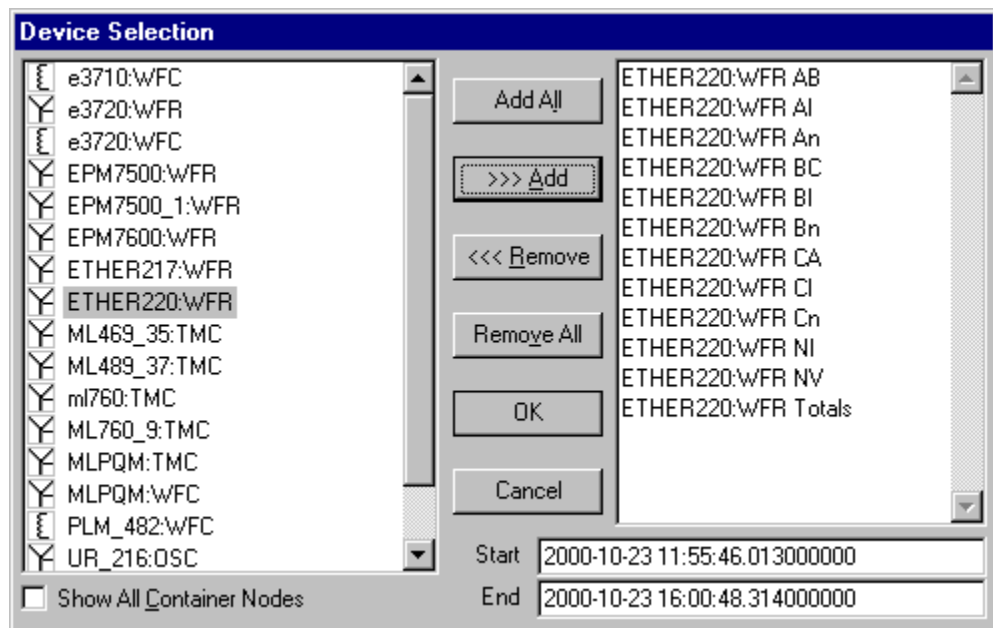 Device Selection
e3710:WFC
e3720:WFR
e3720:WFC
EPM7500:WFR
EPM7500_1:WFR
EPM7600:WFR
ETHER217:WFR
ETHER220:WFR
ML469_35:TMC
ML489_37:TMC
ml760:TMC
ML760_9:TMC
MLPQM:TMC
MLPQM:WFC
PLM_482:WFC
UR_216:OSC
Show All Container Nodes
Add All
>>> Add
<<< Remove
Remove All
OK
Cancel
ETHER220:WFR AB
ETHER220:WFR AI
ETHER220:WFR An
ETHER220:WFR BC
ETHER220:WFR BI
ETHER220:WFR Bn
ETHER220:WFR CA
ETHER220:WFR CI
ETHER220:WFR Cn
ETHER220:WFR NI
ETHER220:WFR NV
ETHER220:WFR Totals
Start 2000-10-23 11:55:46.013000000
End 2000-10-23 16:00:48.314000000